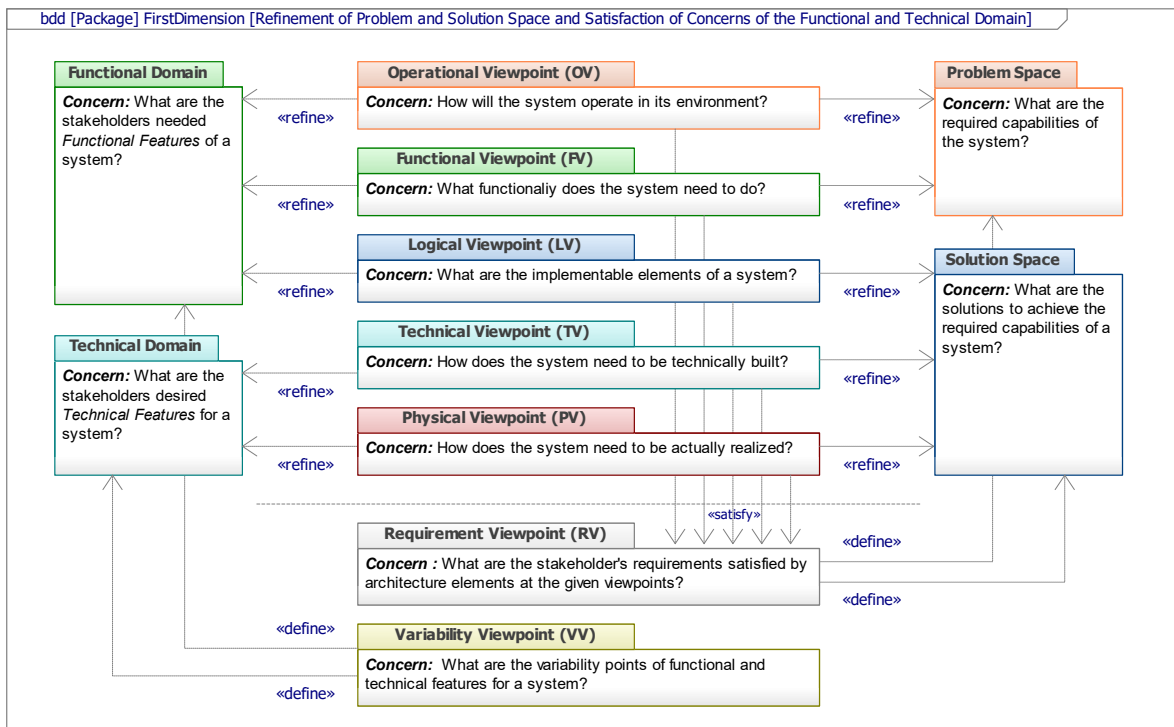 bdd [Package] FirstDimension [Refinement of Problem and Solution Space and Satisfaction of Concerns of the Functional and Technical Domain]
Functional Domain
Concern: What are the
stakeholders needed
Functional Features of a
system?
Operational Viewpoint (OV)
Concern: How will the system operate in its environment?
Problem Space
Concern: What are the
required capabilities of
the system?
«refine»
«refine»
Functional Viewpoint (FV)
Concern: What functionaliy does the system need to do?
«refine»
«refine»
Logical Viewpoint (LV)
Concern: What are the implementable elements of a system?
«refine»
«refine»
Solution Space
Concern: What are the
solutions to achieve the
required capabilities of a
system?
Technical Domain
Concern: What are the
stakeholders desired
Technical Features for a
system?
Technical Viewpoint (TV)
Concern: How does the system need to be technically built?
«refine»
«refine»
Physical Viewpoint (PV)
Concern: How does the system need to be actually realized?
«refine»
«refine»
«satisfy»
Requirement Viewpoint (RV)
Concern : What are the stakeholder's requirements satisfied by
architecture elements at the given viewpoints?
«define»
«define»
Variability Viewpoint (VV)
Concern: What are the variability points of functional and
technical features for a system?
«define»
«define»